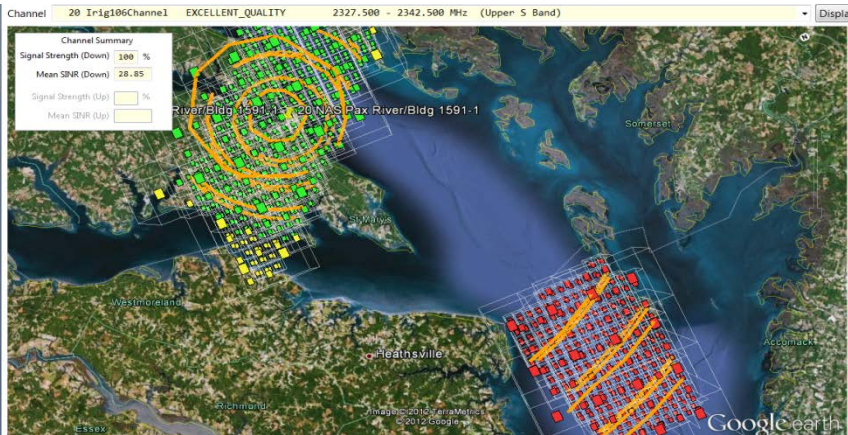 Channel 20 Irig106Channel EXCELLENT_QUALITY 2327.500 - 2342.500 MHz (Upper S Band) Displa
Channel Summary
Signal Strength (Down) 100 %
Mean SINR (Down) 28.85
Signal Strength (Up) %
Mean SINR (Up)
River/Bldg 1591-1 20 NAS Pax River/Bldg 1591-1
Somerset
St Marys
Westmoreland
Accomack
Heathsville
Richmond
Essex
Image © 2012 TerraMetrics
© 2012 Google
Google earth